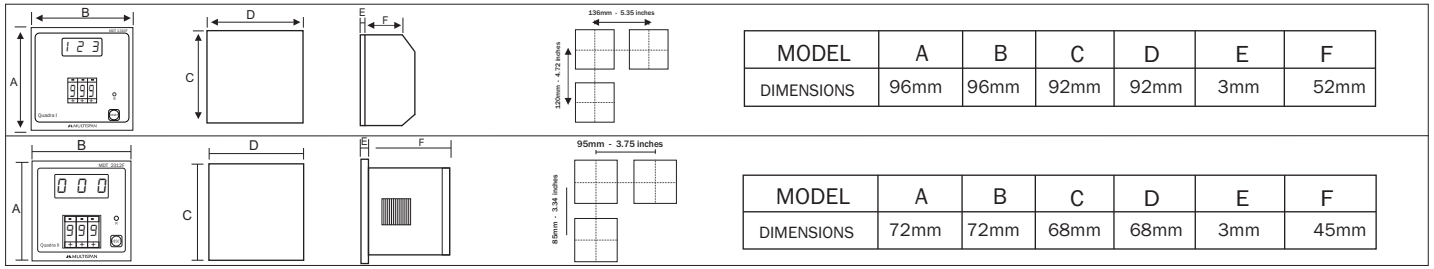 B
D
E
F
136mm - 5.35 inches
1 2 3
A
C
120mm - 4.72 inches
999
Quadra I
MULTISPAN
MODEL A B C D E F
DIMENSIONS 96mm 96mm 92mm 92mm 3mm 52mm
B
D
E
F
95mm - 3.75 inches
MDT 2012F
0 0 0
A
C
85mm - 3.34 inches
999
Quadra II
MULTISPAN
MODEL A B C D E F
DIMENSIONS 72mm 72mm 68mm 68mm 3mm 45mm